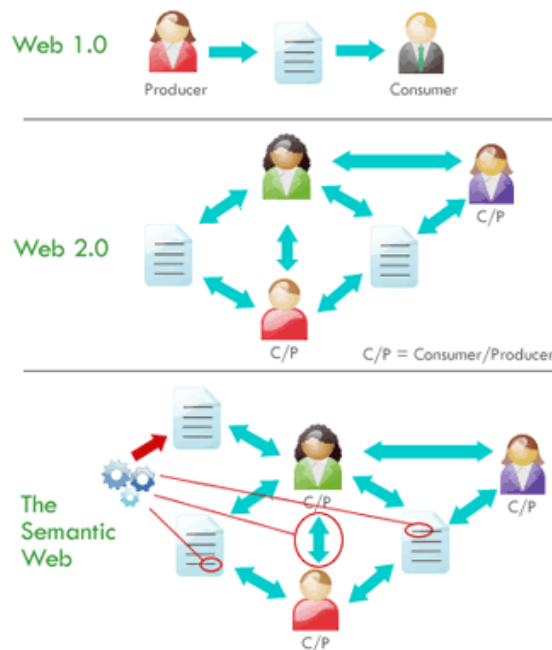 Web 1.0
Producer
Consumer
C/P
Web 2.0
C/P
C/P = Consumer/Producer
C/P
C/P
The
Semantic
Web
C/P